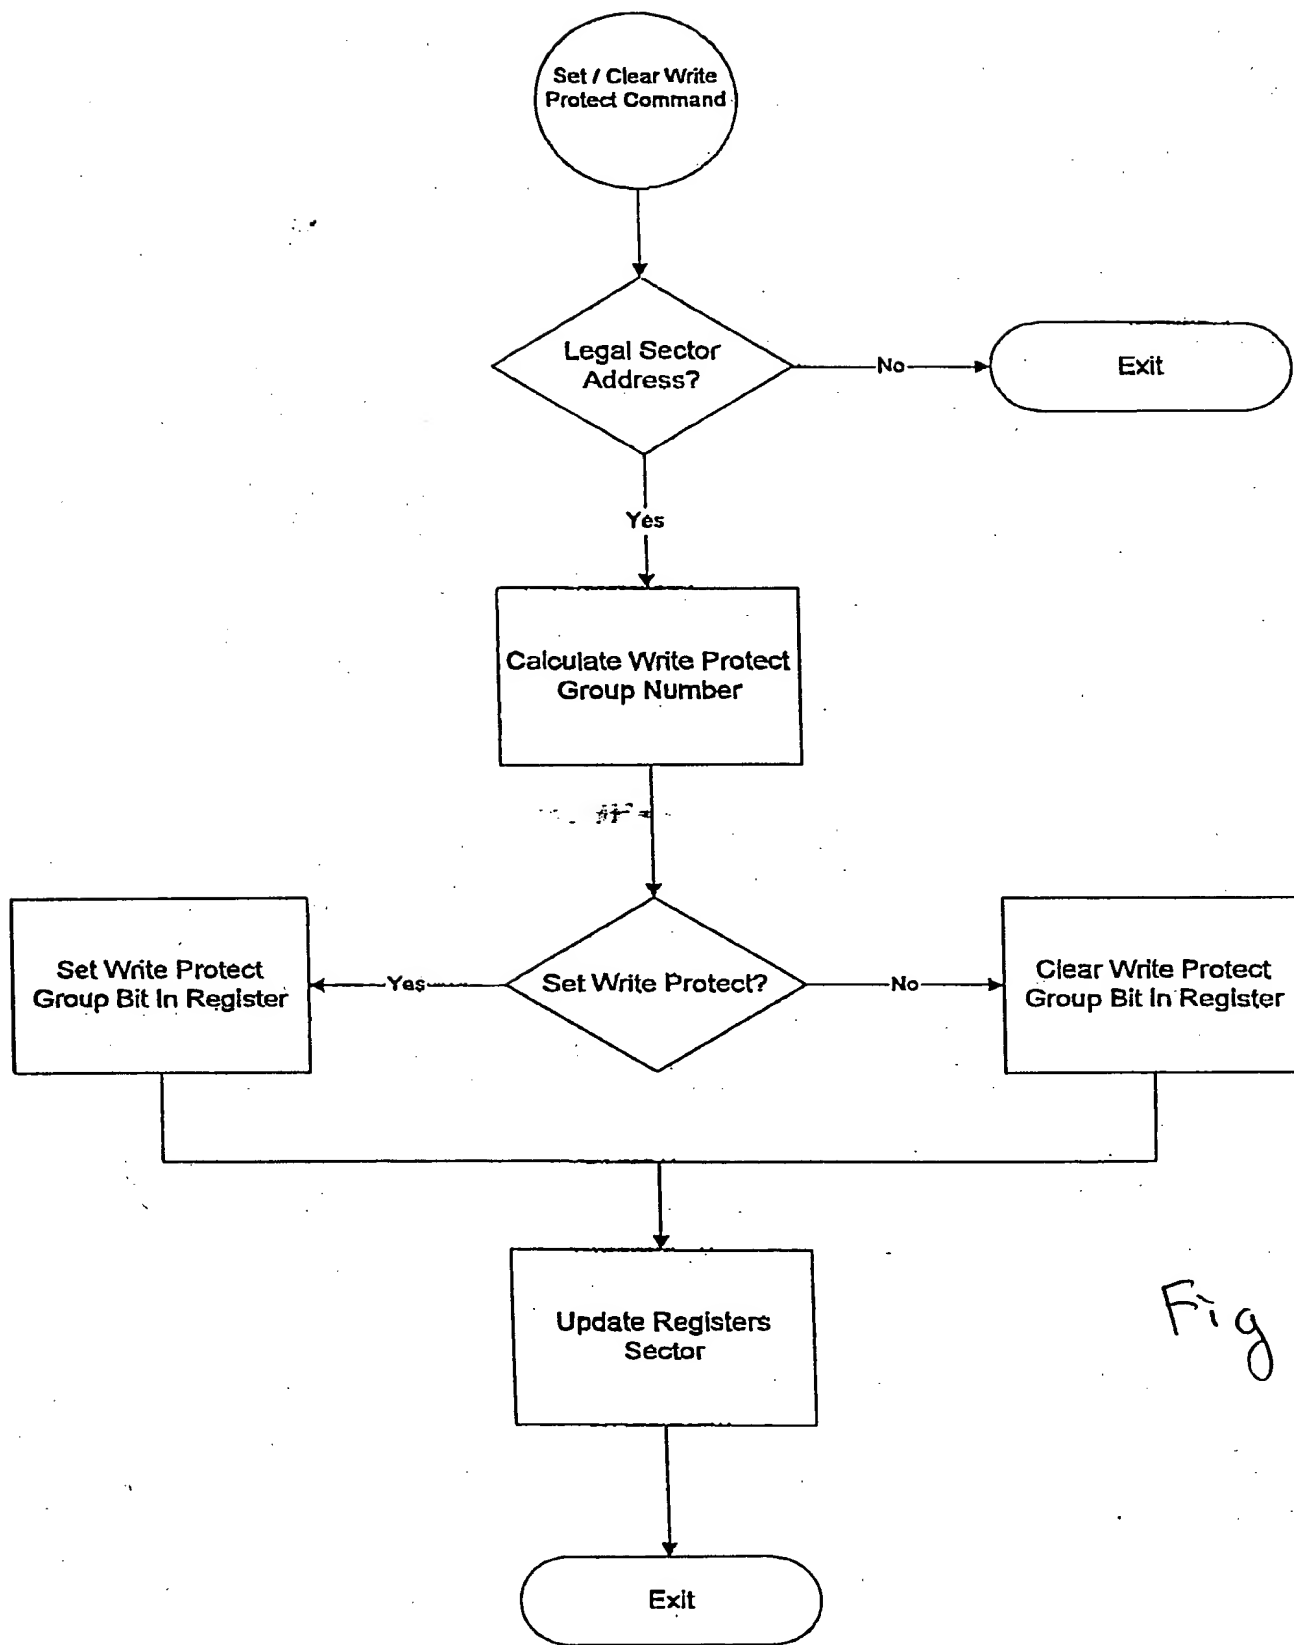 Set / Clear Write
Protect Command
Legal Sector
Address?
No
Exit
Yes
Calculate Write Protect
Group Number
Set Write Protect
Group Bit In Register
Yes
Set Write Protect?
No
Clear Write Protect
Group Bit In Register
Update Registers
Sector
Fig
Exit